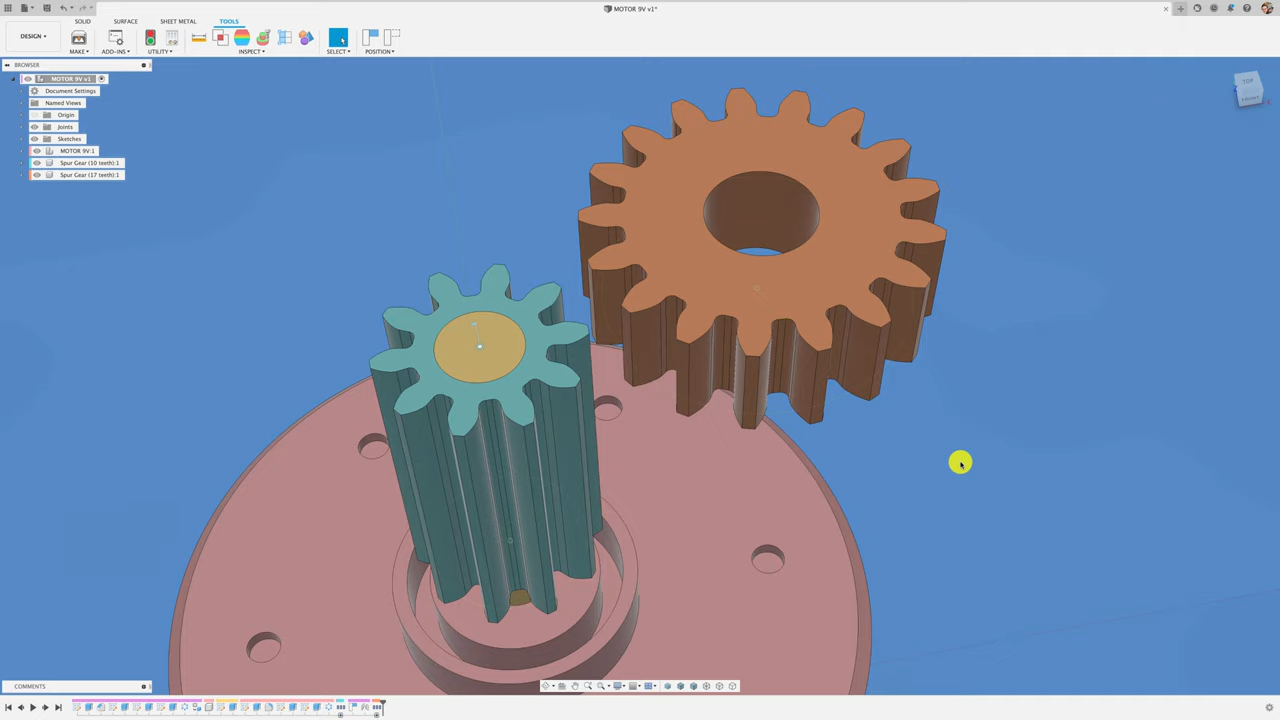 MOTOR 9V v1*
SOLID SURFACE SHEET METAL TOOLS
DESIGN
MAKE ADD-INS UTILITY INSPECT SELECT POSITION
BROWSER
MOTOR 9V v1
Document Settings
Named Views
Origin
Joints
Sketches
MOTOR 9V:1
Spur Gear (10 teeth):1
Spur Gear (17 teeth):1
TOP
FRONT
COMMENTS